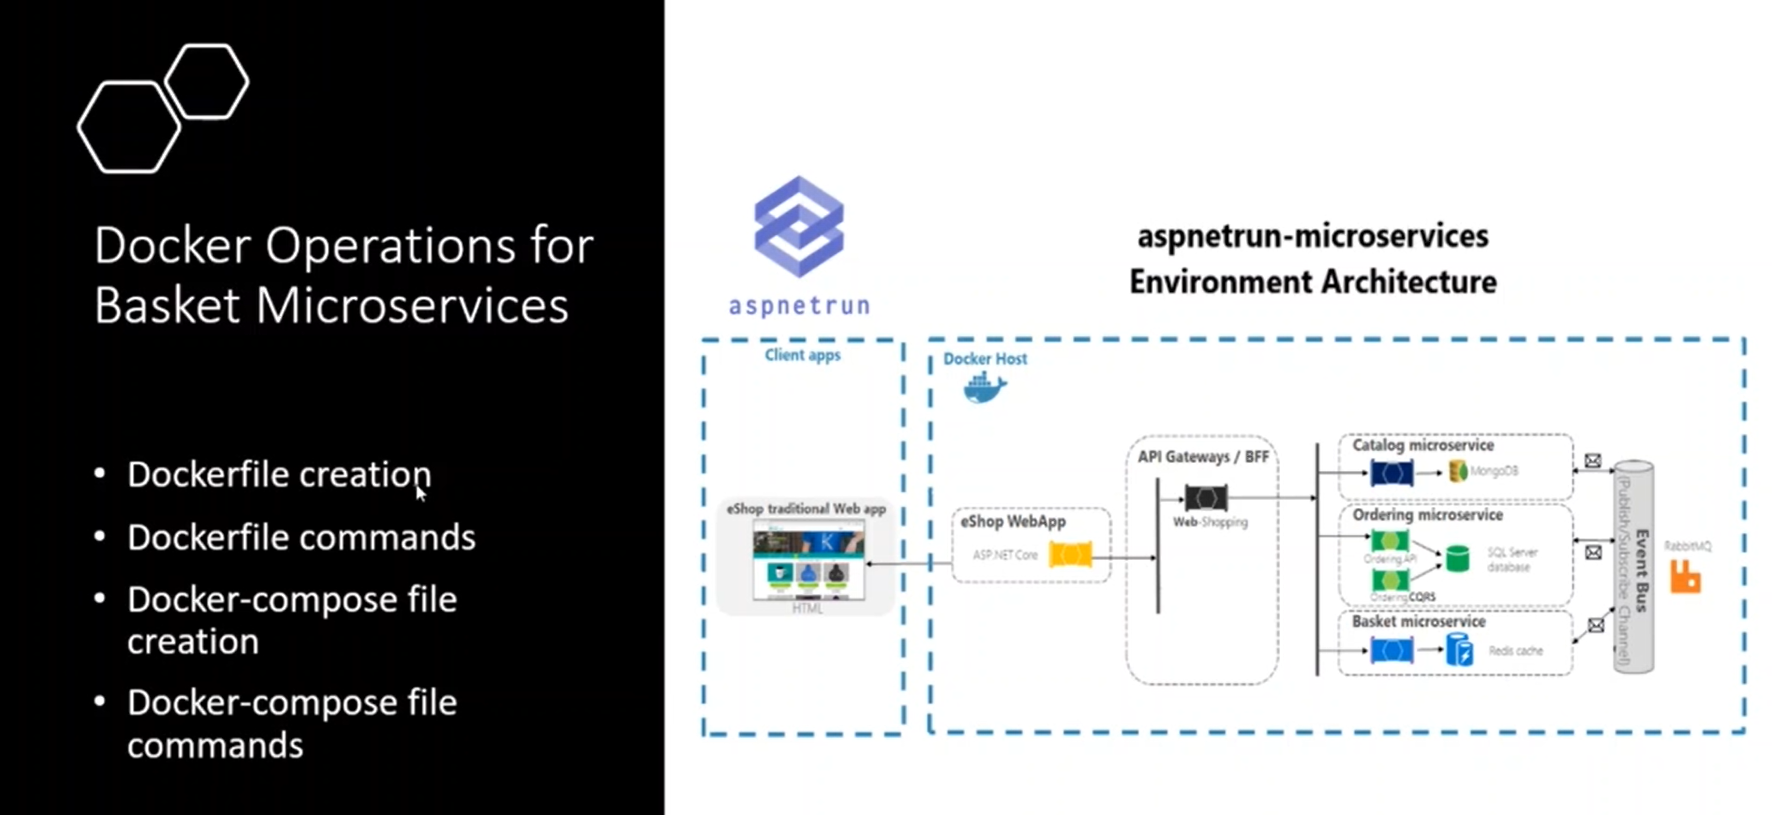 Docker Operations for
Basket Microservices
• Dockerfile creation
• Dockerfile commands
• Docker-compose file
creation
• Docker-compose file
commands
aspnetrun
aspnetrun-microservices
Environment Architecture
Client apps
eShop traditional Web app
HTML
Docker Host
eShop WebApp
ASP.NET Core
API Gateways / BFF
Web-Shopping
Catalog microservice
MongoDB
Ordering microservice
Ordering API
Ordering CQRS
SQL Server
database
Basket microservice
Redis cache
Event Bus
(Publish/Subscribe Channel)
RabbitMQ